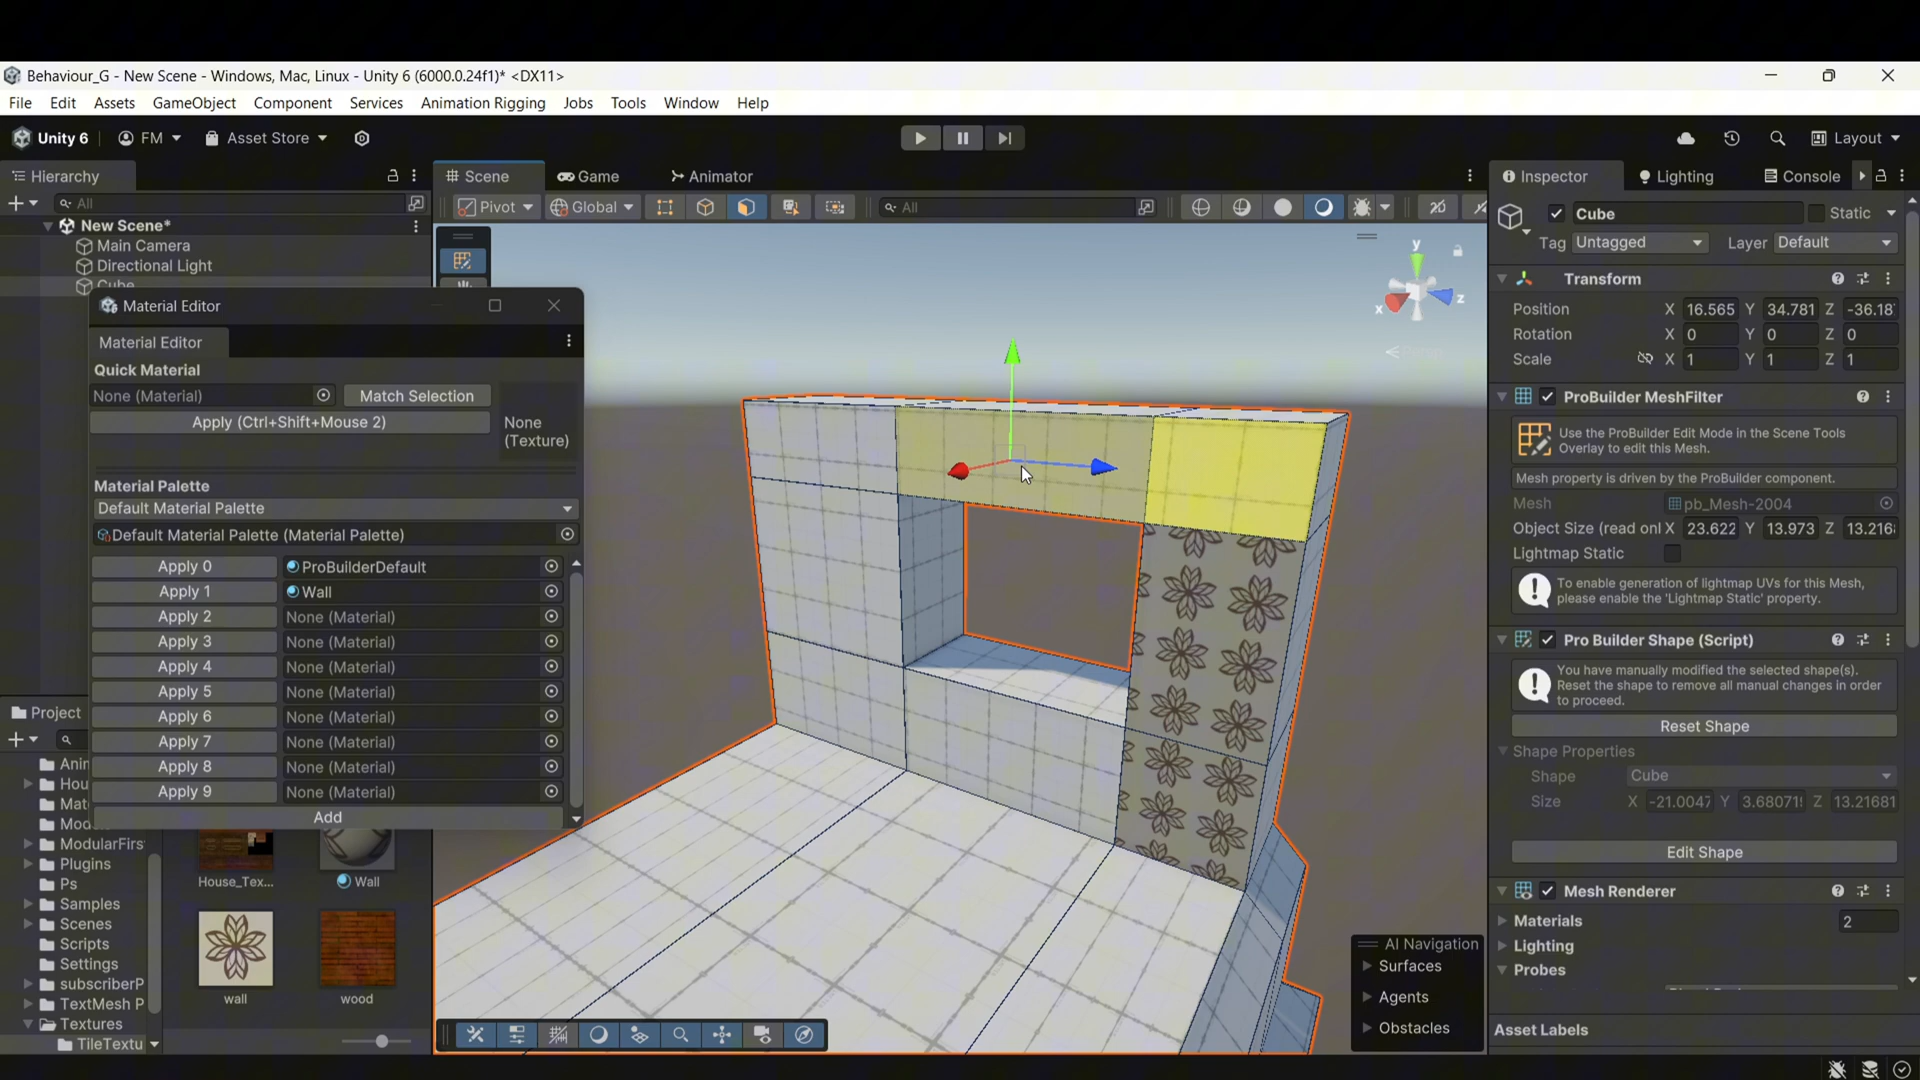 Behaviour_G - New Scene - Windows, Mac, Linux - Unity 6 (6000.0.24f1)* <DX11>
File Edit Assets GameObject Component Services Animation Rigging Jobs Tools Window Help
Unity 6 FM Asset Store Layout
Hierarchy Scene Game Animator Inspector Lighting Console
All Pivot Global All 2D
New Scene*
Main Camera
Directional Light
Cube
Material Editor
Material Editor
Quick Material
None (Material) Match Selection
Apply (Ctrl+Shift+Mouse 2)
None
(Texture)
Material Palette
Default Material Palette
Default Material Palette (Material Palette)
Apply 0 ProBuilderDefault
Apply 1 Wall
Apply 2 None (Material)
Apply 3 None (Material)
Apply 4 None (Material)
Apply 5 None (Material)
Apply 6 None (Material)
Apply 7 None (Material)
Apply 8 None (Material)
Apply 9 None (Material)
Add
Project
Hou
Mat
ModularFirs
Plugins
Ps
Samples
Scenes
Scripts
Settings
subscriberP
TextMesh P
Textures
TileTextu
House_Tex...
Wall
wall
wood
y
x
z
AI Navigation
Surfaces
Agents
Obstacles
Cube Static
Tag Untagged Layer Default
Transform
Position X 16.565 Y 34.781 Z -36.18
Rotation X 0 Y 0 Z 0
Scale X 1 Y 1 Z 1
ProBuilder MeshFilter
Use the ProBuilder Edit Mode in the Scene Tools
Overlay to edit this Mesh.
Mesh property is driven by the ProBuilder component.
Mesh pb_Mesh-2004
Object Size (read onl X 23.622 Y 13.973 Z 13.216
Lightmap Static
To enable generation of lightmap UVs for this Mesh,
please enable the 'Lightmap Static' property.
Pro Builder Shape (Script)
You have manually modified the selected shape(s).
Reset the shape to remove all manual changes in order
to proceed.
Reset Shape
Shape Properties
Shape Cube
Size X -21.0047 Y 3.68071 Z 13.21681
Edit Shape
Mesh Renderer
Materials 2
Lighting
Probes
Asset Labels